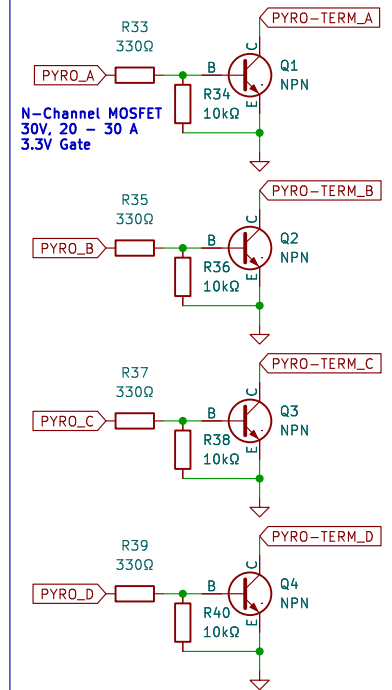 R33
330Ω
PYRO-TERM_A
C
Q1
NPN
PYRO_A
B
R34
10kΩ
E
N-Channel MOSFET
30V, 20 - 30 A
3.3V Gate
R35
330Ω
PYRO-TERM_B
C
Q2
NPN
PYRO_B
B
R36
10kΩ
E
R37
330Ω
PYRO-TERM_C
C
Q3
NPN
PYRO_C
B
R38
10kΩ
E
R39
330Ω
PYRO-TERM_D
C
Q4
NPN
PYRO_D
B
R40
10kΩ
E